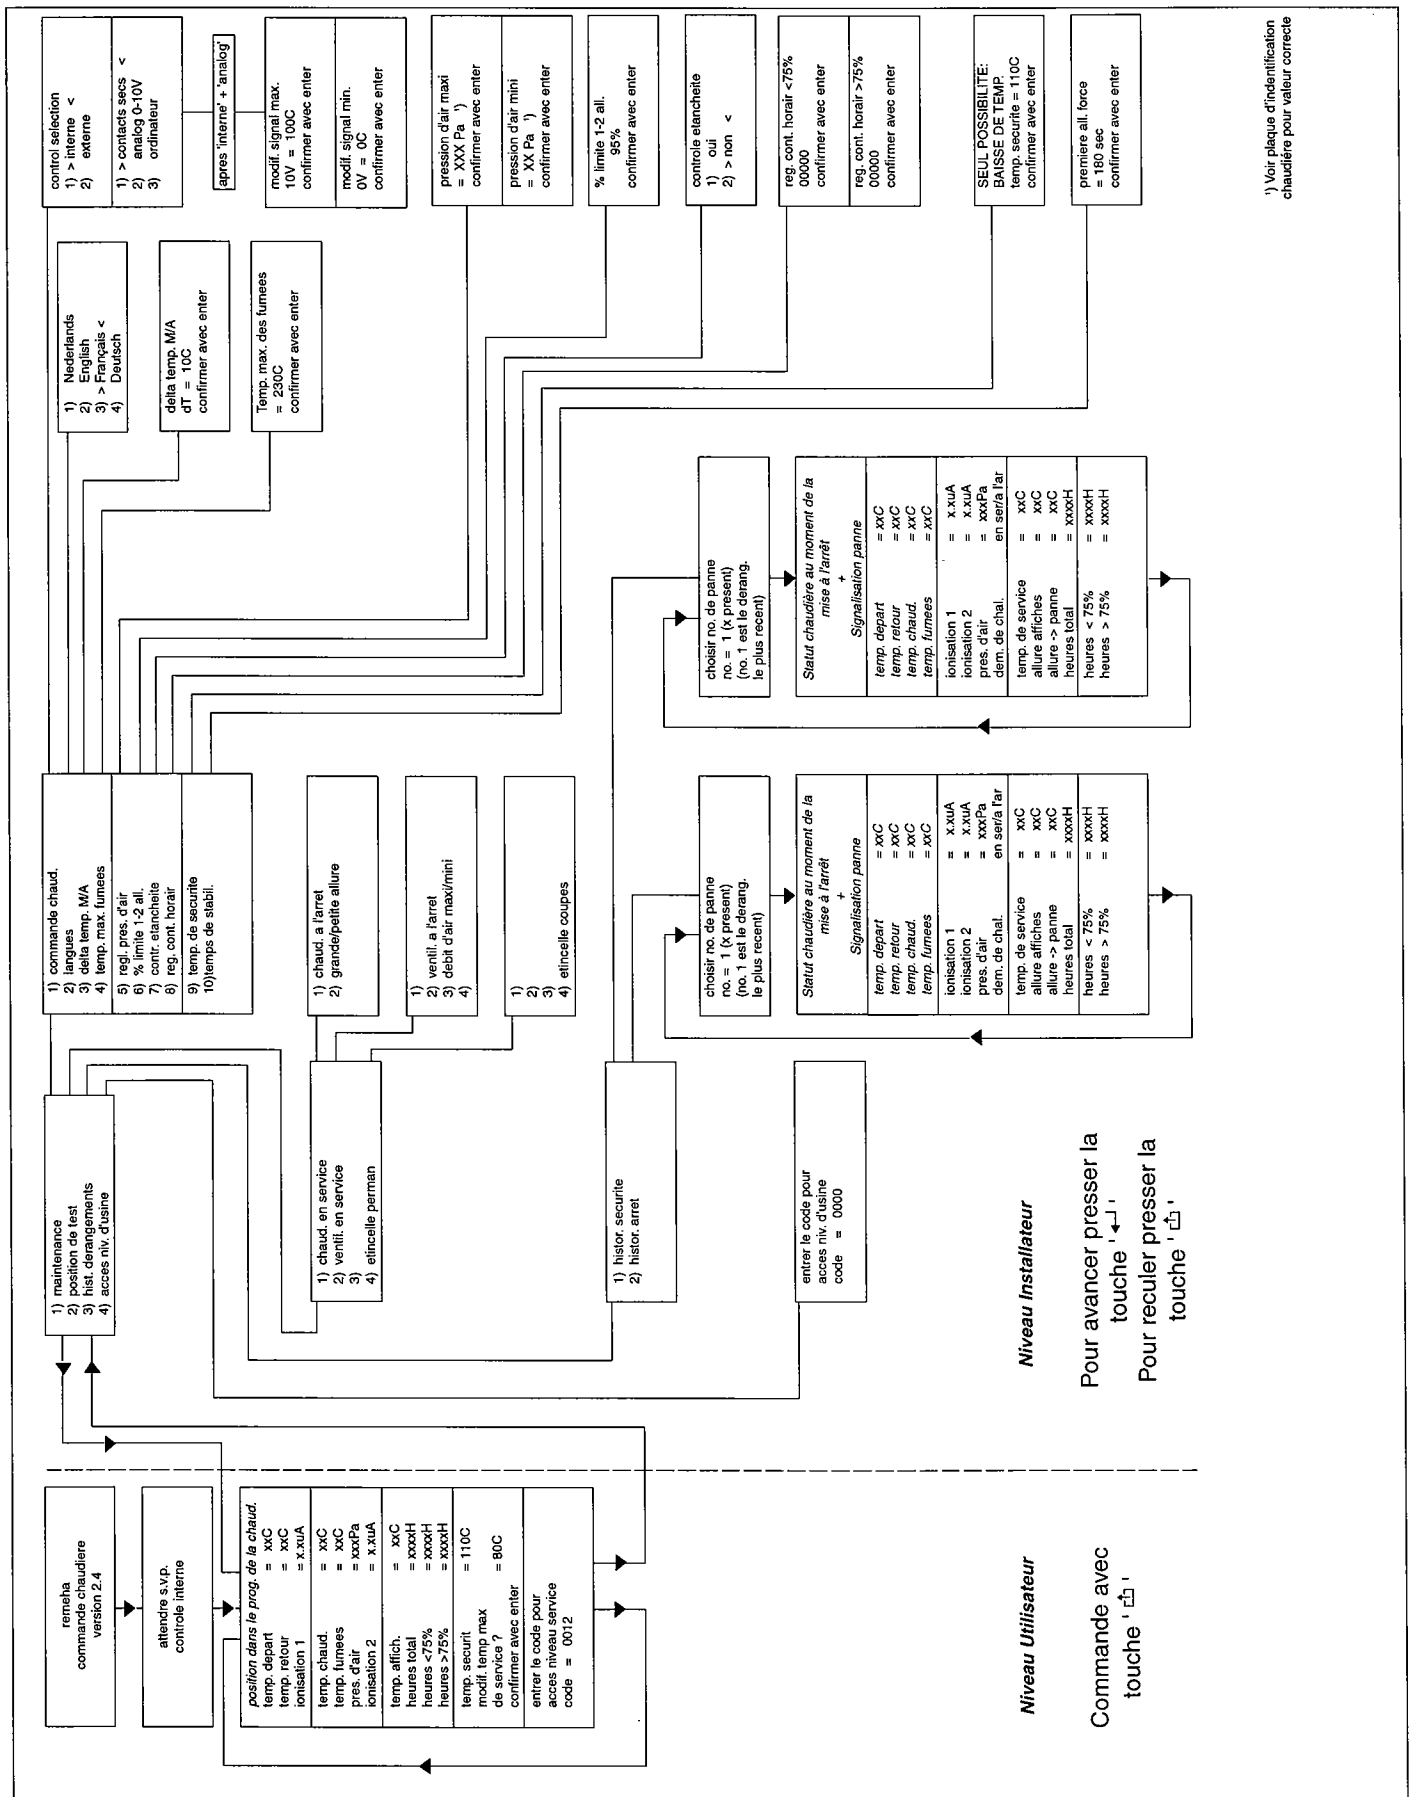 remeha
commande chaudiere
version 2.4
attendre s.v.p.
controle interne
position dans le prog. de la chaud.
temp. depart = xxC
temp. retour = xxC
ionisation 1 = x.xuA
temp. chaud. = xxC
temp. fumees = xxC
pres. d'air = xxxPa
ionisation 2 = x.xuA
temp. affich. = xxC
heures total = xxxxH
heures <75% = xxxxH
heures >75% = xxxxH
temp. securit = 110C
modif. temp max
de service ? = 80C
confirmer avec enter
entrer le code pour
acces niveau service
code = 0012
Niveau Utilisateur
Commande avec
touche ' '
1) maintenance
2) position de test
3) hist. derangements
4) acces niv. d'usine
1) chaud. en service
2) ventil. en service
3)
4) etincelle perman
1) histor. securite
2) histor. arret
entrer le code pour
acces niv. d'usine
code = 0000
Niveau Installateur
Pour avancer presser la
touche ' ↵ '
Pour reculer presser la
touche ' '
1) commande chaud.
2) langues
3) delta temp. M/A
4) temp. max. fumees
5) regl. pres. d'air
6) % limite 1-2 all.
7) contr. etancheite
8) reg. cont. horair
9) temp. de securite
10)temps de stabil.
1) chaud. a l'arret
2) grande/petite allure
1)
2) ventil. a l'arret
3) debit d'air maxi/mini
4)
1)
2)
3)
4) etincelle coupes
choisir no. de panne
no. = 1 (x present)
(no. 1 est le derang.
le plus recent)
Statut chaudière au moment de la
mise à l'arrêt
+
Signalisation panne
temp. depart = xxC
temp. retour = xxC
temp. chaud. = xxC
temp. fumees = xxC
ionisation 1 = x.xuA
ionisation 2 = x.xuA
pres. d'air = xxxPa
dem. de chal. en ser/a l'ar
temp. de service = xxC
allure affiches = xxC
allure -> panne = xxC
heures total = xxxxH
heures < 75% = xxxxH
heures > 75% = xxxxH
choisir no. de panne
no. = 1 (x present)
(no. 1 est le derang.
le plus recent)
Statut chaudière au moment de la
mise à l'arrêt
+
Signalisation panne
temp. depart = xxC
temp. retour = xxC
temp. chaud. = xxC
temp. fumees = xxC
ionisation 1 = x.xuA
ionisation 2 = x.xuA
pres. d'air = xxxPa
dem. de chal. en ser/a l'ar
temp. de service = xxC
allure affiches = xxC
allure -> panne = xxC
heures total = xxxxH
heures < 75% = xxxxH
heures > 75% = xxxxH
1) Nederlands
2) English
3) > Français <
4) Deutsch
delta temp. M/A
dT = 10C
confirmer avec enter
Temp. max. des fumees
= 230C
confirmer avec enter
control selection
1) > interne <
2) externe
1) > contacts secs <
2) analog 0-10V
3) ordinateur
apres 'interne' + 'analog'
modif. signal max.
10V = 100C
confirmer avec enter
modif. signal min.
0V = 0C
confirmer avec enter
pression d'air maxi
= XXX Pa ¹)
confirmer avec enter
pression d'air mini
= XX Pa ¹)
confirmer avec enter
% limite 1-2 all.
95%
confirmer avec enter
controle etancheite
1) oui
2) > non <
reg. cont. horair <75%
00000
confirmer avec enter
reg. cont. horair >75%
00000
confirmer avec enter
SEUL POSSIBILITE:
BAISSE DE TEMP.
temp. securite = 110C
confirmer avec enter
premiere all. force
= 180 sec
confirmer avec enter
¹) Voir plaque d'indentification
chaudiére pour valeur correcte